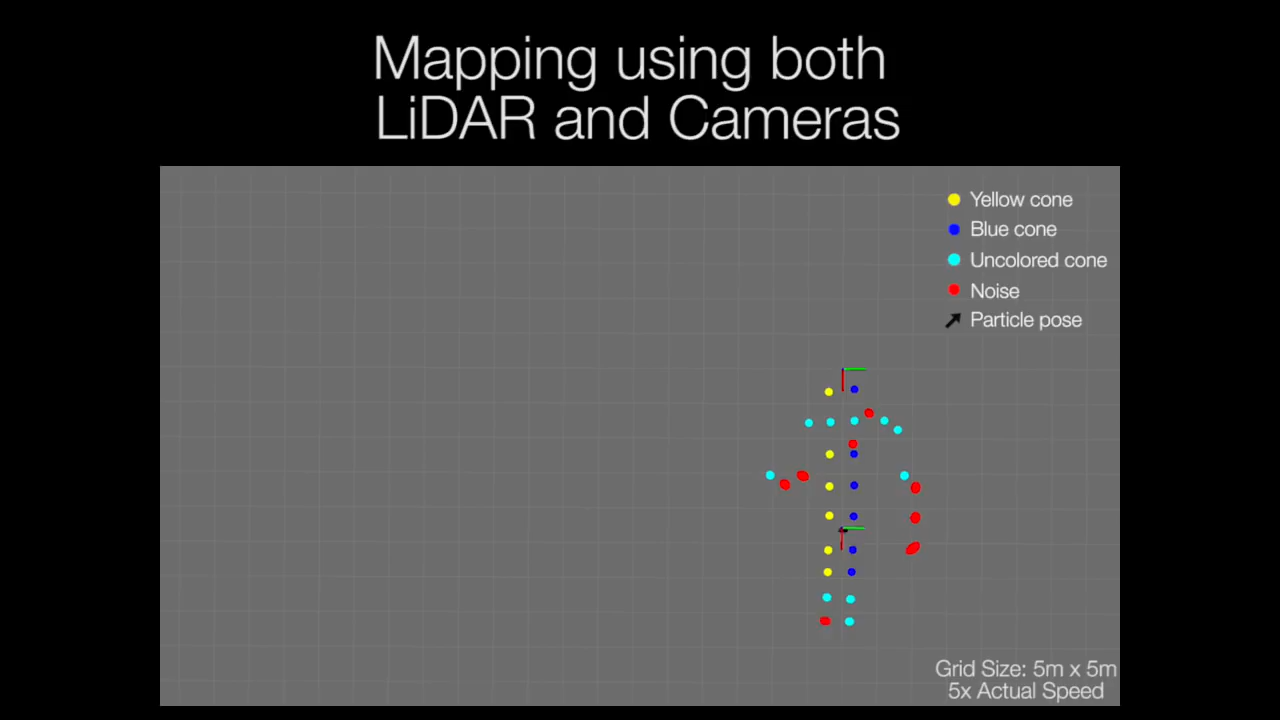 Mapping using both
LiDAR and Cameras
Yellow cone
Blue cone
Uncolored cone
Noise
Particle pose
Grid Size: 5m x 5m
5x Actual Speed